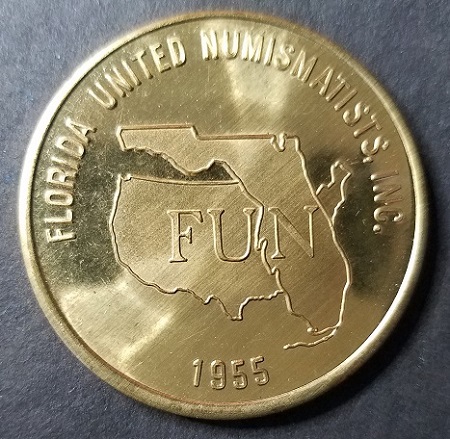 FLORIDA UNITED NUMISMATISTS, INC.
FUN
1955